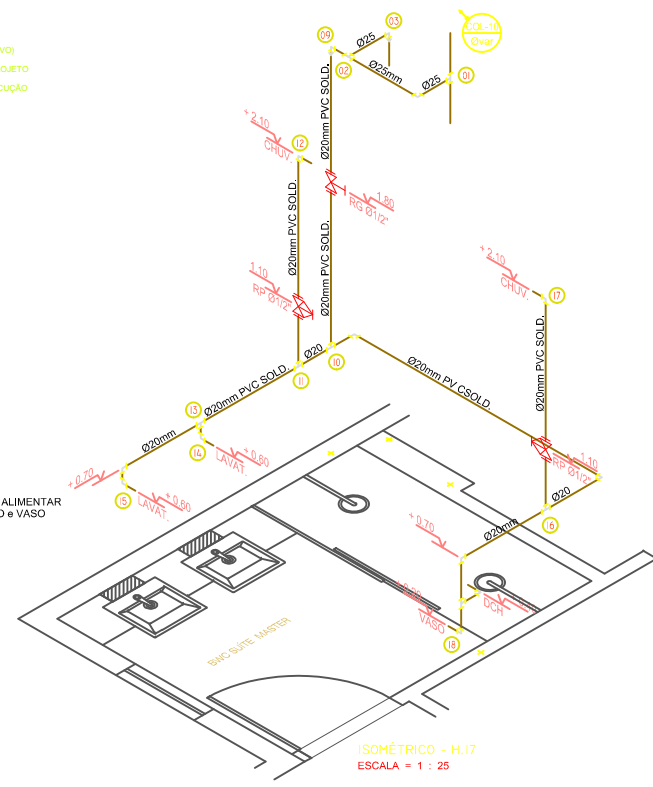 VO)
OJETO
CUÇÃO
COL-10
09
03
Ø25
02
Ø25mm
Ø25
01
Ø20mm PVC SOLD.
+ 2.10
CHUV.
12
1.80
RG Ø1/2"
Ø20mm PVC SOLD.
Ø20mm PVC SOLD.
1.10
RP Ø1/2"
+ 2.10
CHUV.
17
Ø20mm PVC SOLD.
Ø20
10
11
Ø20mm PVC SOLD.
Ø20mm PV CSOLD
13
14
Ø20mm
+ 0.60
LAVAT.
+ 0.70
15
+ 0.60
LAVAT.
1.10
RP Ø1/2"
Ø20
16
Ø20mm
+ 0.70
ALIMENTAR
O e VASO
DCH
VASO
18
BWC SUÍTE MASTER
ISOMÉTRICO - H.17
ESCALA = 1 : 25